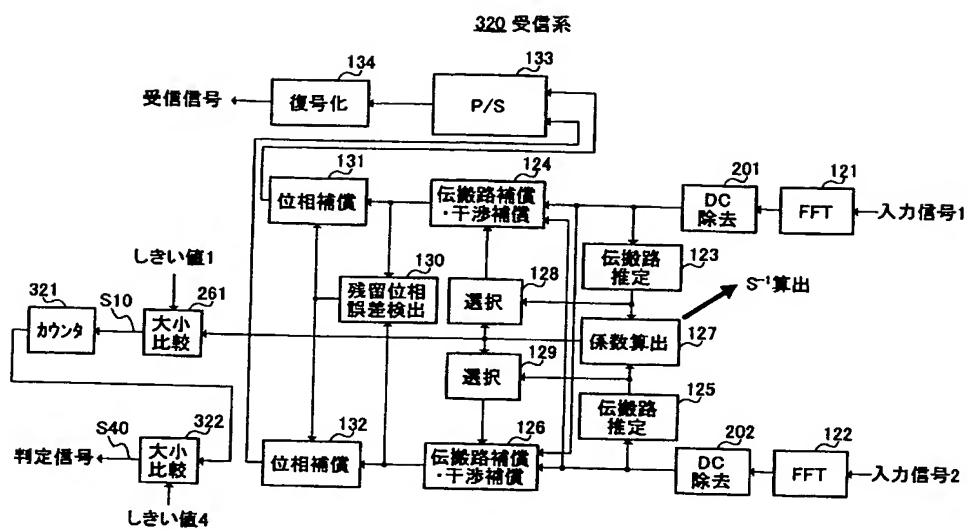 320 受信系
134
133
受信信号
復号化
P/S
131
124
201
121
位相補償
伝搬路補償
・干渉補償
DC
除去
FFT
入力信号1
しきい値1
130
128
123
伝搬路
推定
S⁻¹算出
321
S10
261
残留位相
誤差検出
選択
カウンタ
大小
比較
係数算出
127
129
選択
125
伝搬路
推定
S40
322
132
126
202
122
判定信号
大小
比較
位相補償
伝搬路補償
・干渉補償
DC
除去
FFT
入力信号2
しきい値4